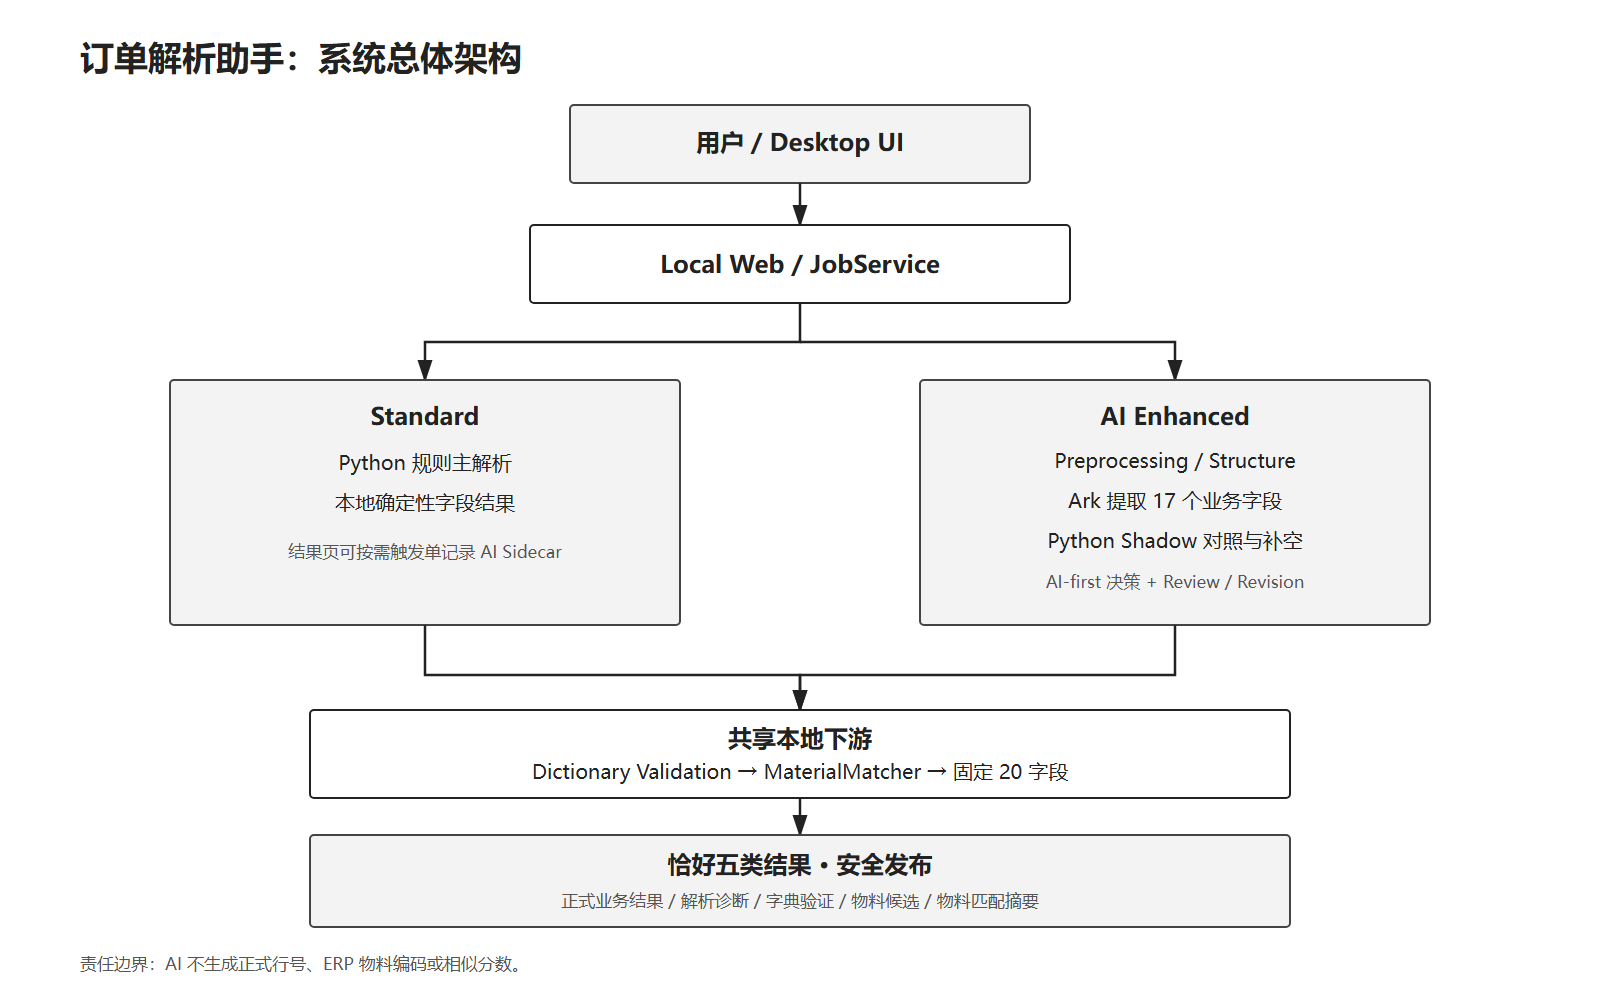 订单解析助手：系统总体架构
用户 / Desktop UI
Local Web / JobService
Standard
Python 规则主解析
本地确定性字段结果
结果页可按需触发单记录 AI Sidecar
AI Enhanced
Preprocessing / Structure
Ark 提取 17 个业务字段
Python Shadow 对照与补空
AI-first 决策 + Review / Revision
共享本地下游
Dictionary Validation → MaterialMatcher → 固定 20 字段
恰好五类结果 · 安全发布
正式业务结果 / 解析诊断 / 字典验证 / 物料候选 / 物料匹配摘要
责任边界：AI 不生成正式行号、ERP 物料编码或相似分数。